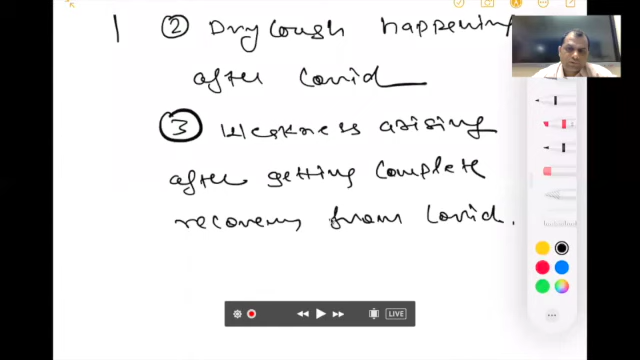 1 ② Dry Cough happening
after Covid
③ Weakness arising
after getting complete
recovery from Covid.
LIVE